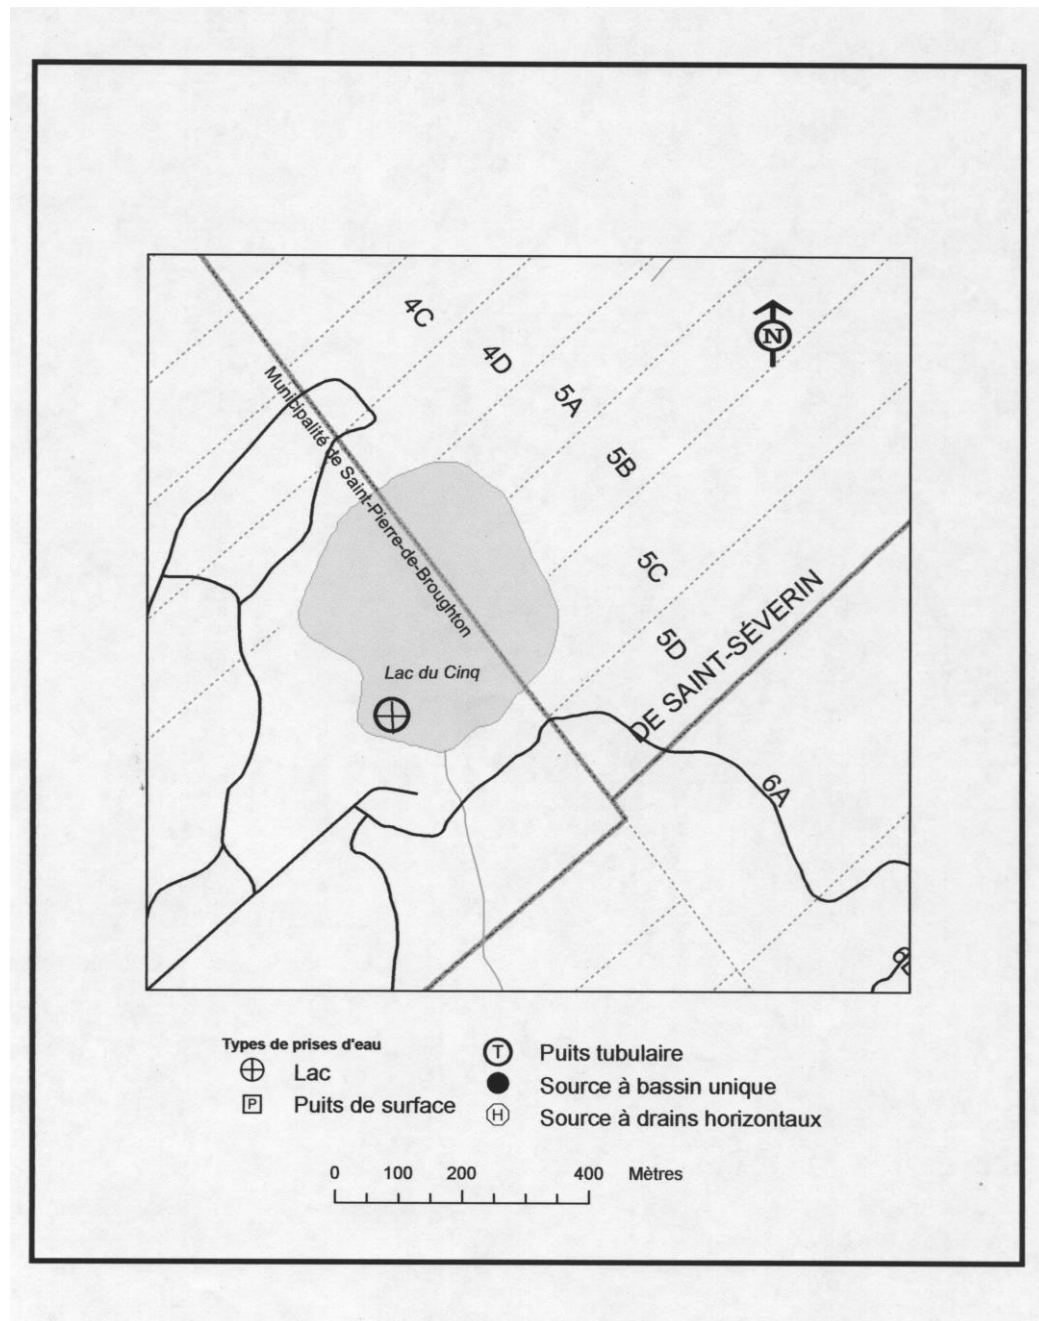 4C
4D
N
5A
Municipalité de Saint-Pierre-de-Broughton
5B
5C
DE SAINT-SÉVERIN
5D
Lac du Cinq
6A
Types de prises d'eau
Lac
P Puits de surface
T Puits tubulaire
Source à bassin unique
H Source à drains horizontaux
0 100 200 400 Mètres